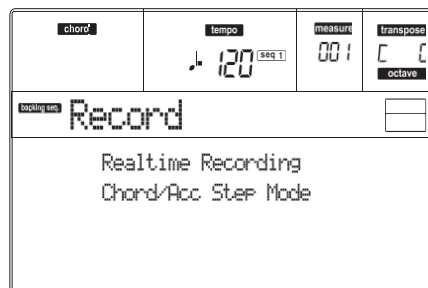 chord tempo measure transpose
120 seq 1 001 C
octave
backing seq. Record
Realtime Recording
Chord/Acc Step Mode